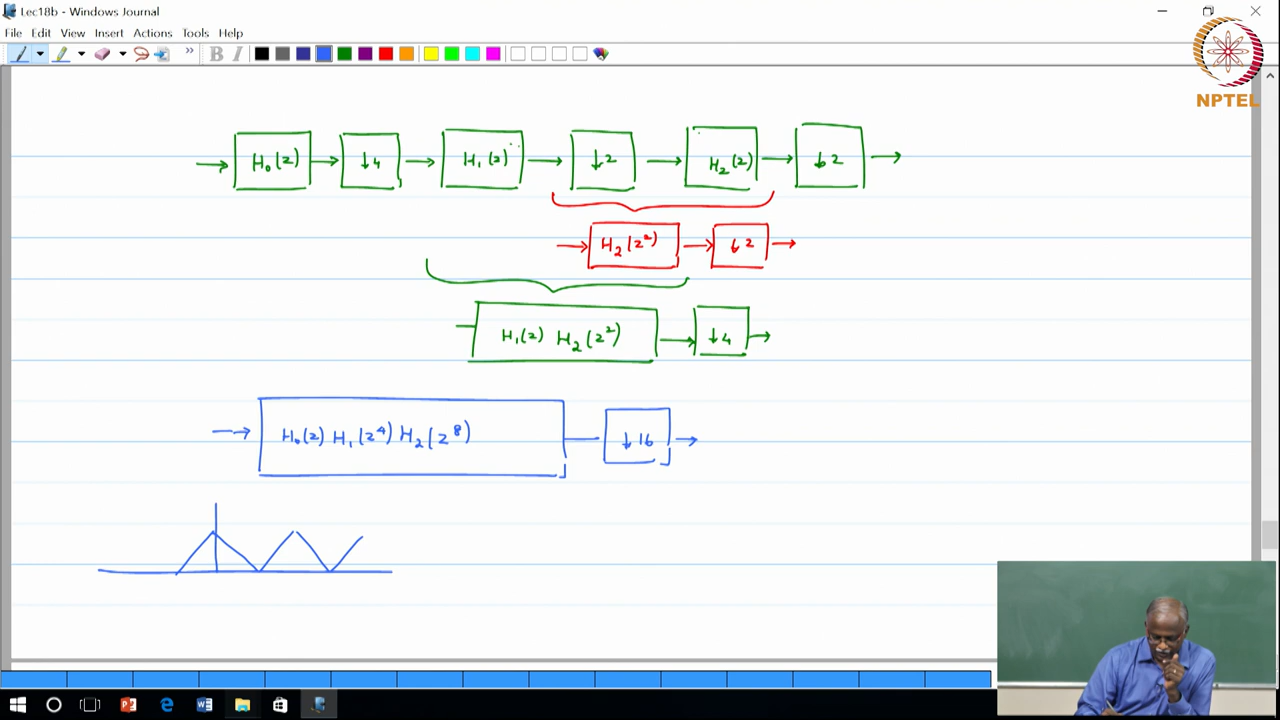 Lec18b - Windows Journal
File Edit View Insert Actions Tools Help
B I
NPTEL
H₀(z) ↓4 H₁(z) ↓2 H₂(z) ↓2
H₂(z²) ↓2
H₁(z) H₂(z²) ↓4
H₀(z) H₁(z⁴) H₂(z⁸) ↓16